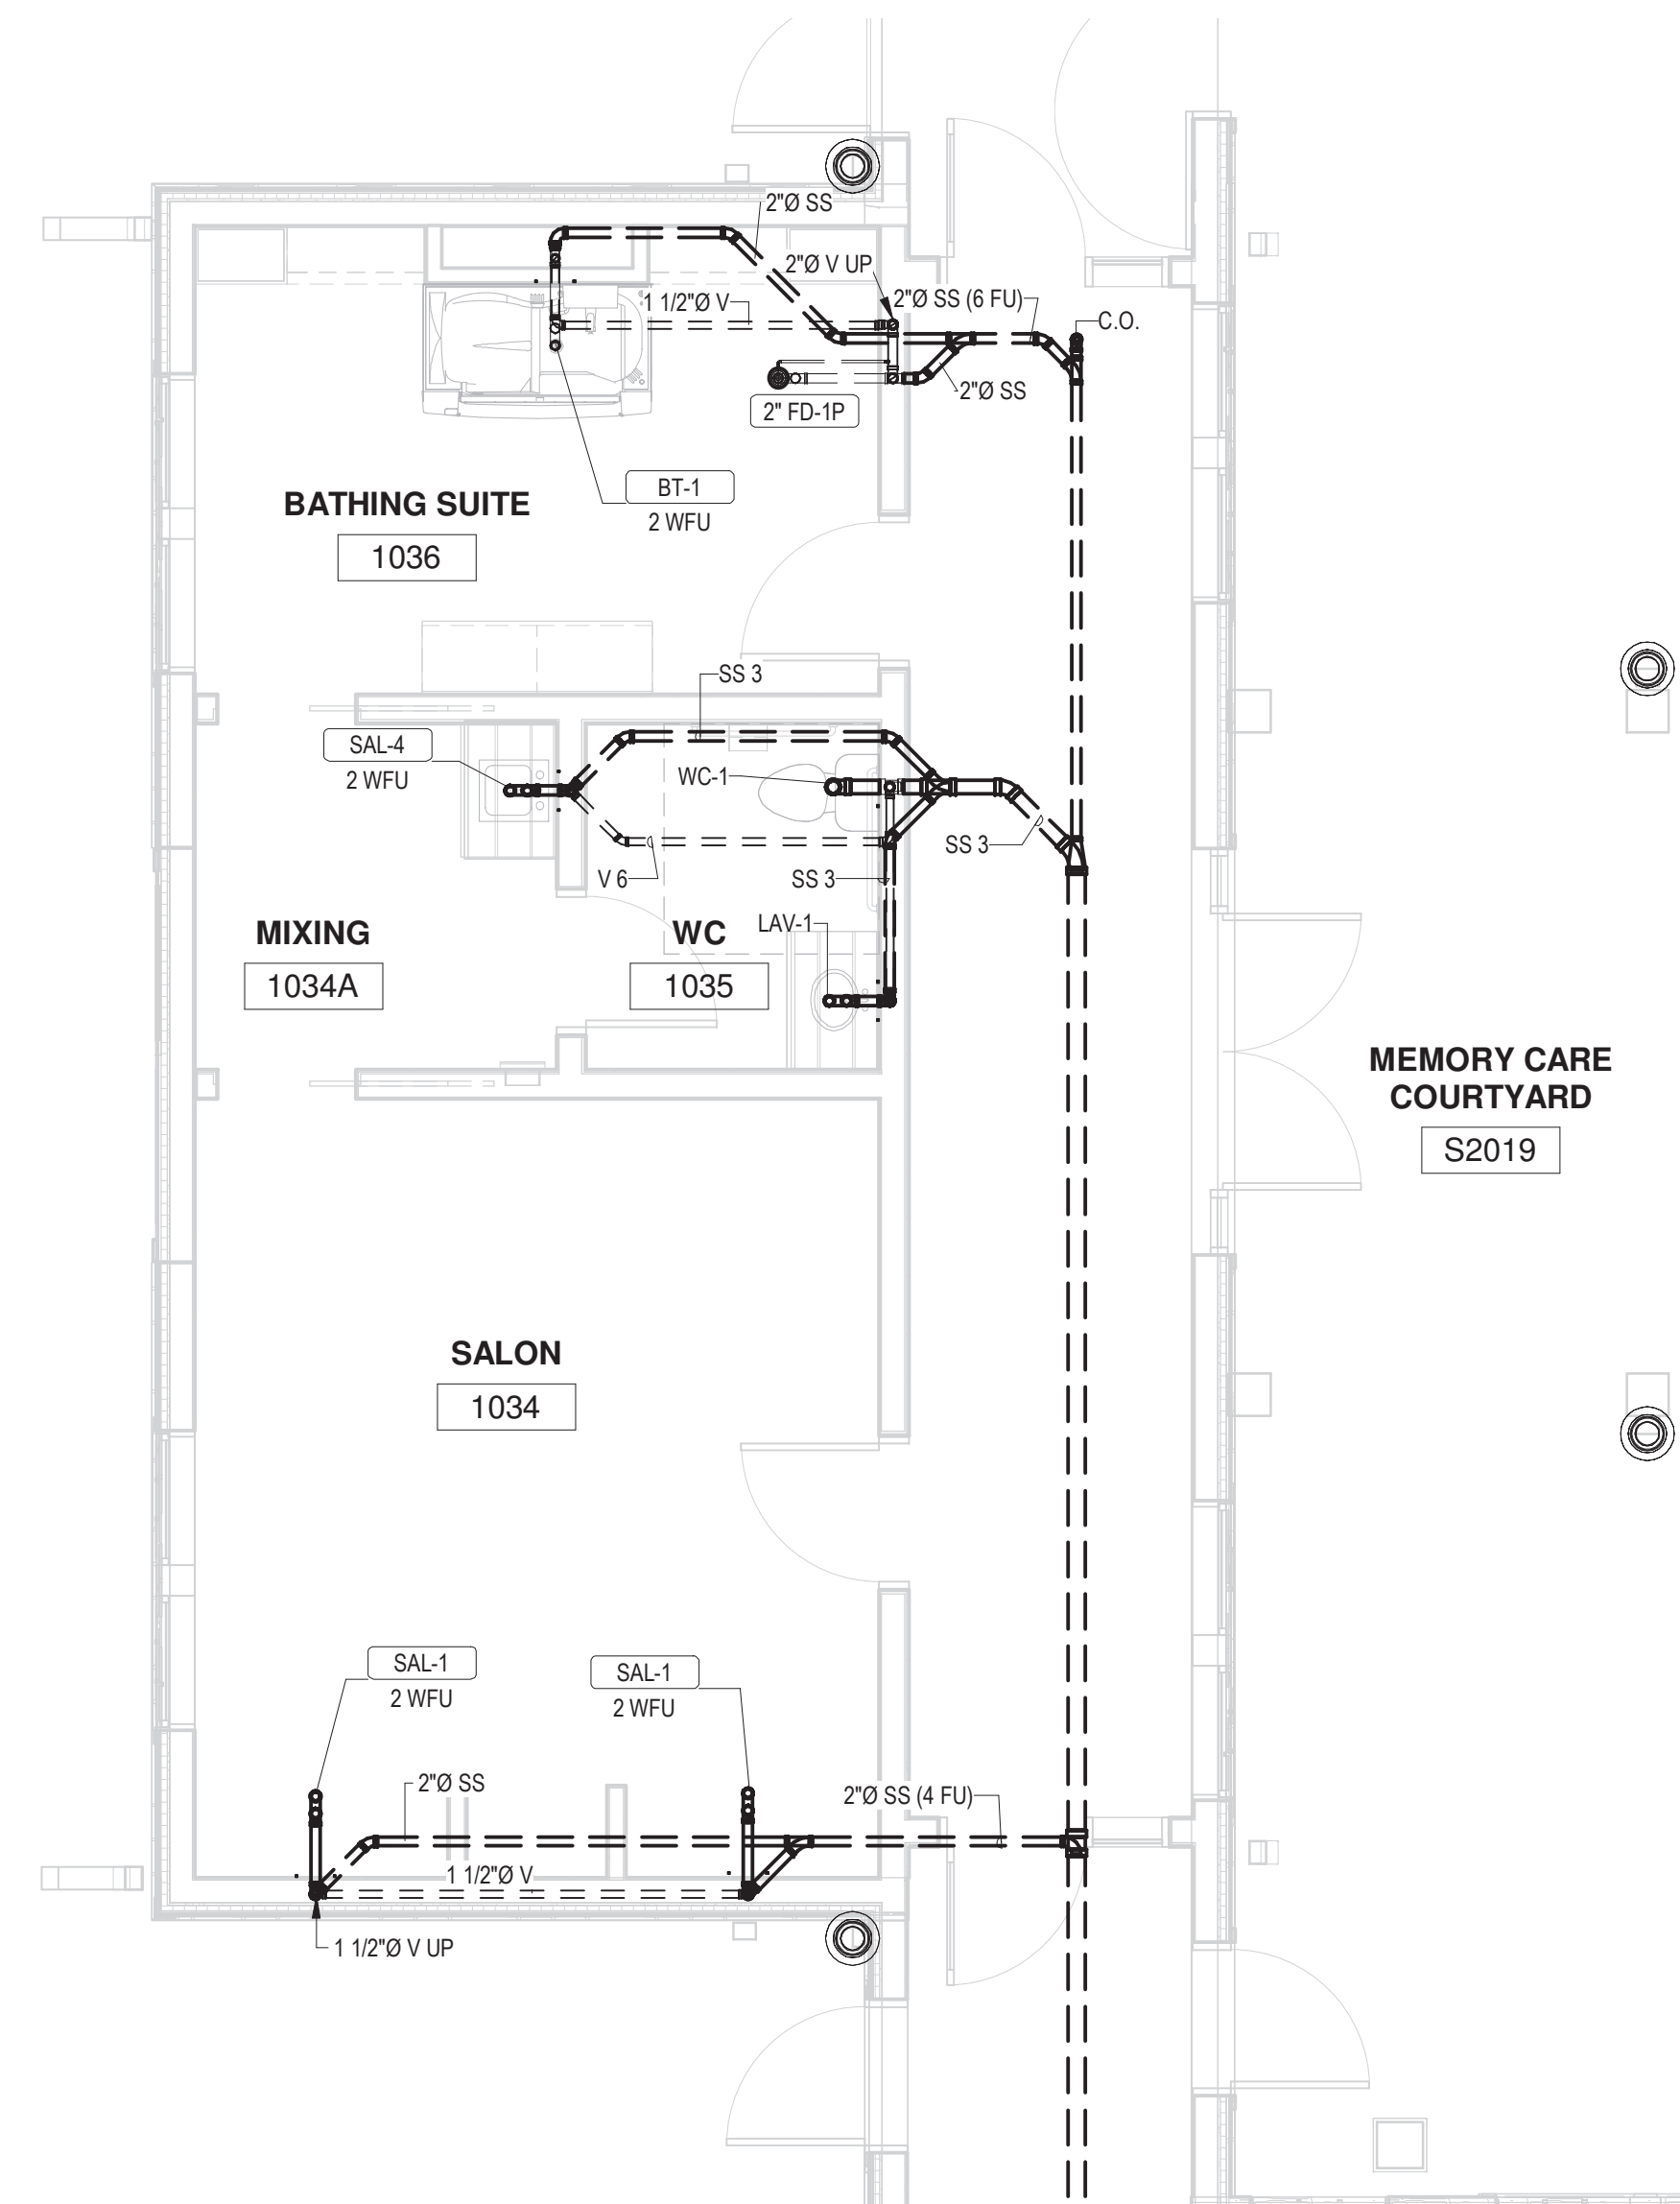 2"Ø SS
2"Ø V UP
1 1/2"Ø V
2"Ø SS (6 FU)
C.O.
2"Ø SS
2" FD-1P
BT-1
2 WFU
BATHING SUITE
1036
SS 3
SAL-4
2 WFU
WC-1
SS 3
V 6
SS 3
LAV-1
MIXING
1034A
WC
1035
MEMORY CARE
COURTYARD
S2019
SALON
1034
SAL-1
2 WFU
SAL-1
2 WFU
2"Ø SS
2"Ø SS (4 FU)
1 1/2"Ø V
1 1/2"Ø V UP